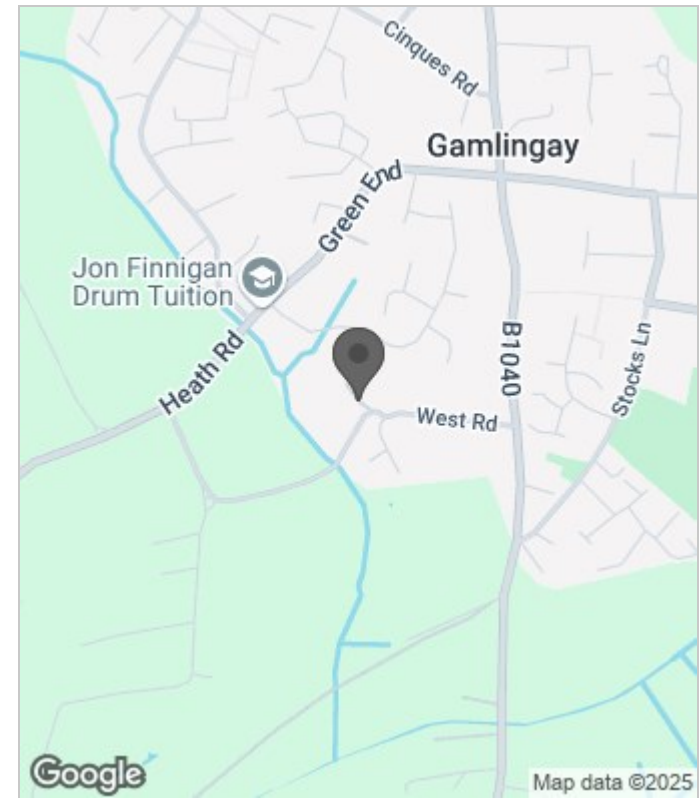 Cinques Rd
Gamlingay
Green End
Jon Finnigan
Drum Tuition
Heath Rd
B1040
Stocks Ln
West Rd
Google
Map data ©2025